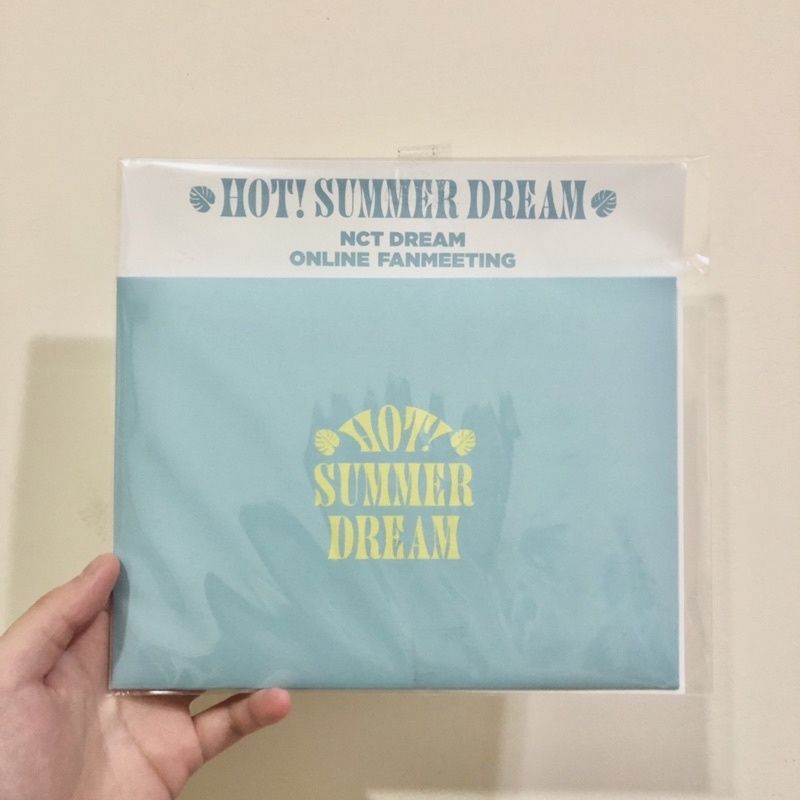 HOT! SUMMER DREAM
NCT DREAM
ONLINE FANMEETING
HOT!
SUMMER
DREAM